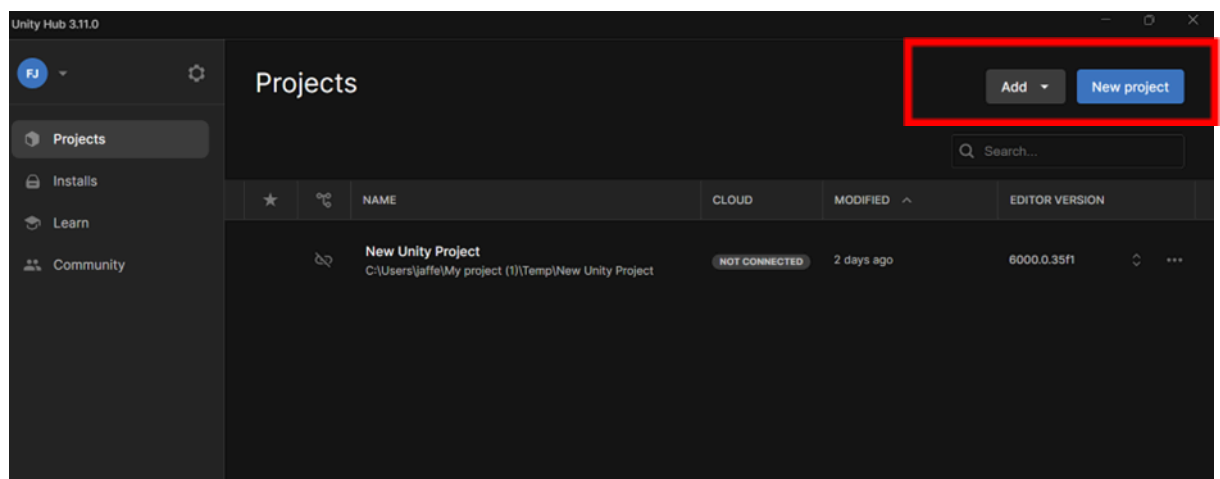 Unity Hub 3.11.0
FJ
Projects
Add
New project
Projects
Search...
Installs
Learn
Community
NAME
CLOUD
MODIFIED
EDITOR VERSION
New Unity Project
C:\Users\jaffe\My project (1)\Temp\New Unity Project
NOT CONNECTED
2 days ago
6000.0.35f1